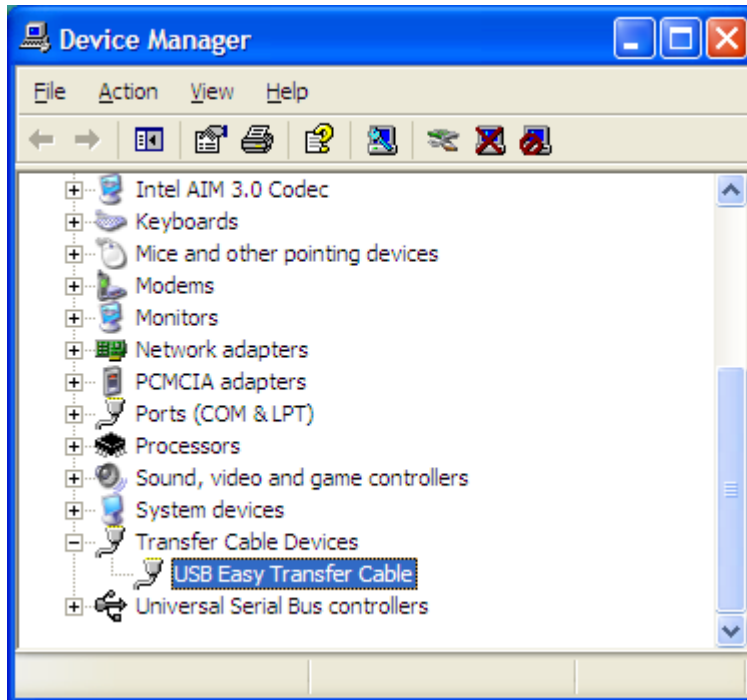 Device Manager
File Action View Help
Intel AIM 3.0 Codec
Keyboards
Mice and other pointing devices
Modems
Monitors
Network adapters
PCMCIA adapters
Ports (COM & LPT)
Processors
Sound, video and game controllers
System devices
Transfer Cable Devices
USB Easy Transfer Cable
Universal Serial Bus controllers